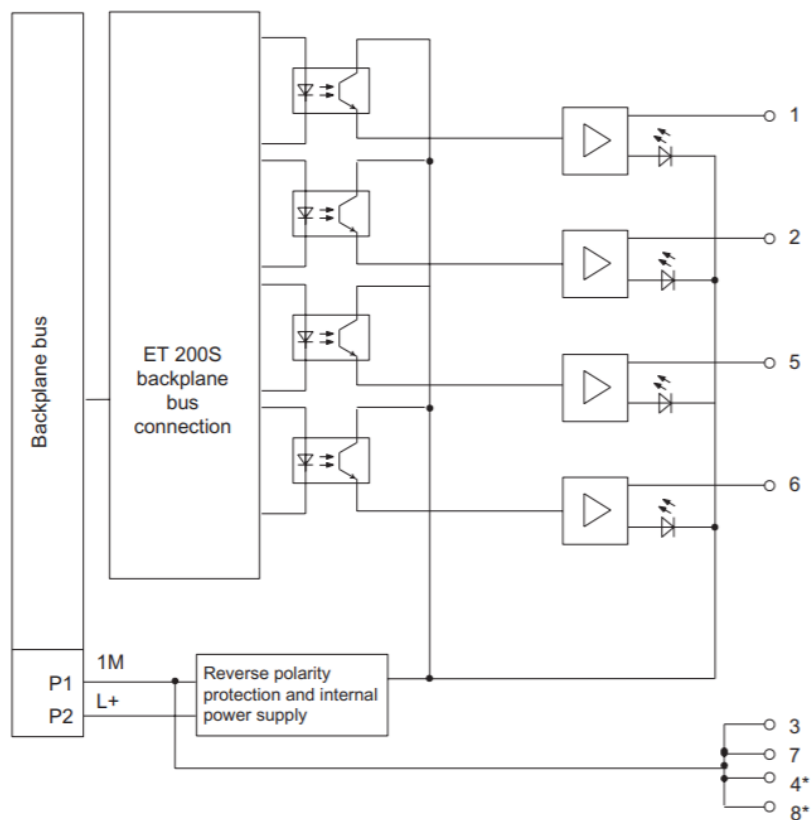 Backplane bus
ET 200S
backplane
bus
connection
1
2
5
6
P1
1M
P2
L+
Reverse polarity
protection and internal
power supply
3
7
4*
8*